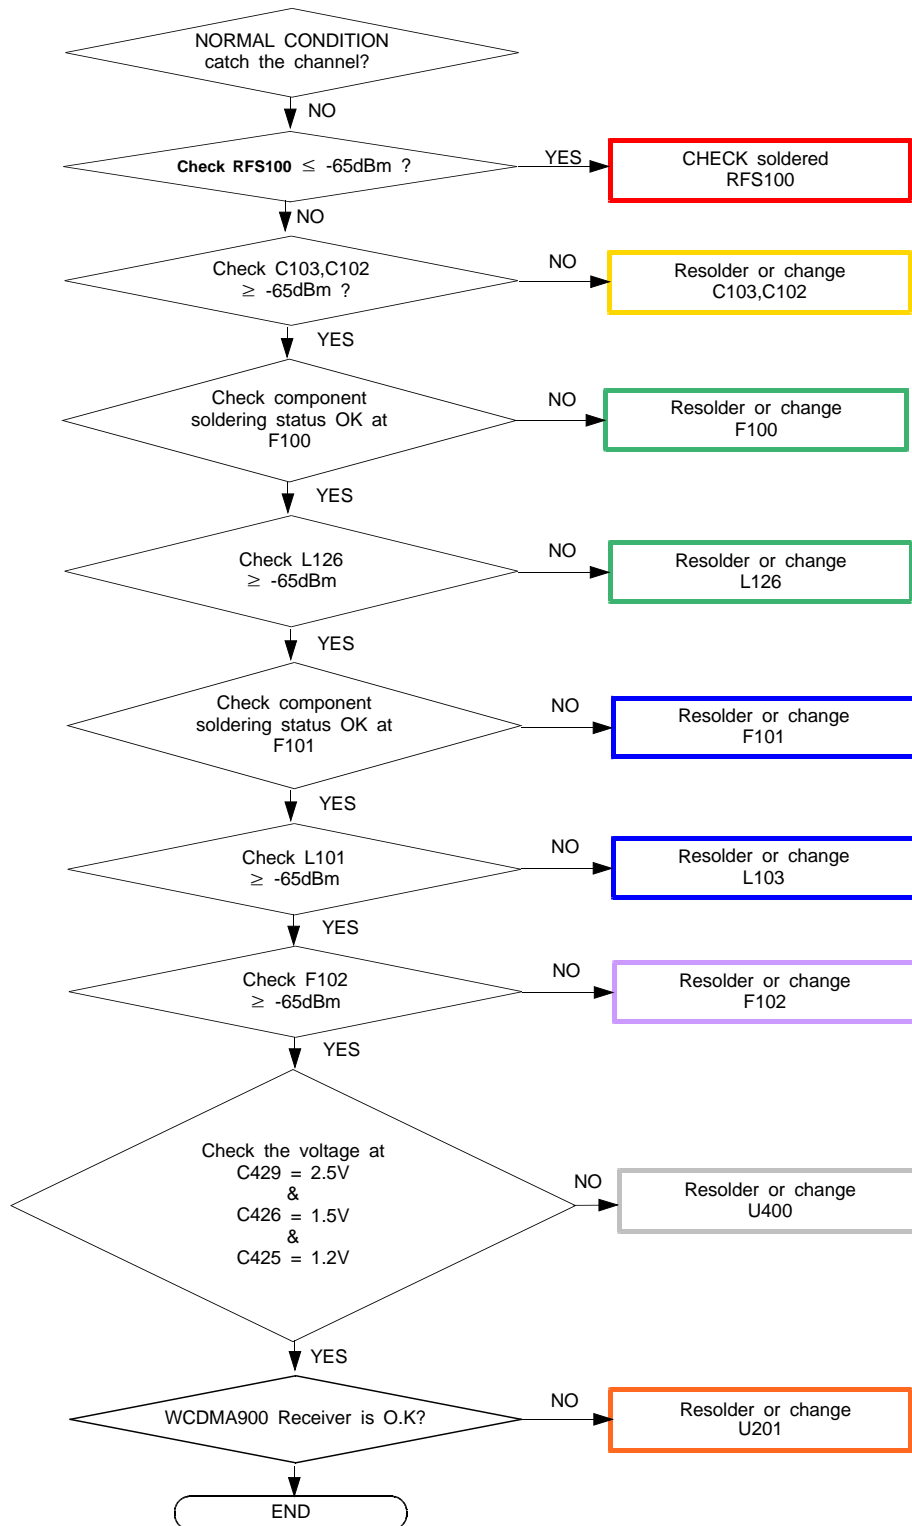 NORMAL CONDITION
catch the channel?
NO
Check RFS100 ≤ -65dBm ?
YES
CHECK soldered
RFS100
NO
Check C103,C102
≥ -65dBm ?
NO
Resolder or change
C103,C102
YES
Check component
soldering status OK at
F100
NO
Resolder or change
F100
YES
Check L126
≥ -65dBm
NO
Resolder or change
L126
YES
Check component
soldering status OK at
F101
NO
Resolder or change
F101
YES
Check L101
≥ -65dBm
NO
Resolder or change
L103
YES
Check F102
≥ -65dBm
NO
Resolder or change
F102
YES
Check the voltage at
C429 = 2.5V
&
C426 = 1.5V
&
C425 = 1.2V
NO
Resolder or change
U400
YES
WCDMA900 Receiver is O.K?
NO
Resolder or change
U201
END